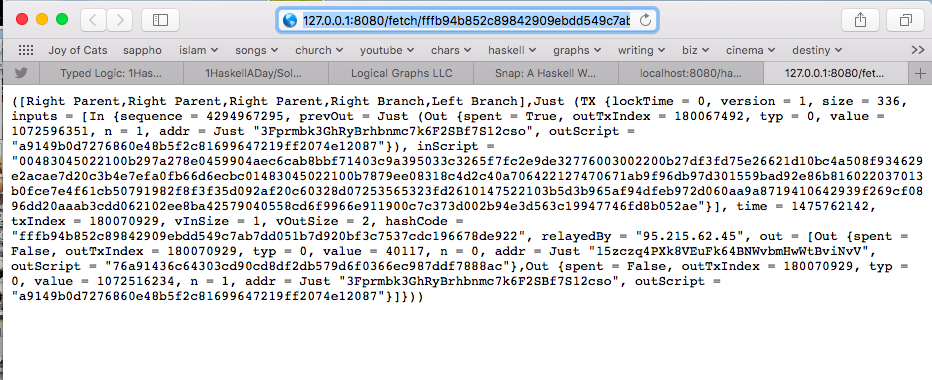 127.0.0.1:8080/fetch/fffb94b852c89842909ebdd549c7ab
Joy of Cats sappho islam songs church youtube chars haskell graphs writing biz cinema destiny >>
Typed Logic: 1Has... 1HaskellADay/Sol... Logical Graphs LLC Snap: A Haskell W... localhost:8080/ha... 127.0.0.1:8080/fet... +
([Right Parent,Right Parent,Right Parent,Right Branch,Left Branch],Just (TX {lockTime = 0, version = 1, size = 336,
inputs = [In {sequence = 4294967295, prevOut = Just (Out {spent = True, outTxIndex = 180067492, typ = 0, value =
1072596351, n = 1, addr = Just "3Fprmbk3GhRyBrhbnmc7k6F2SBf7S12cso", outScript =
"a9149b0d7276860e48b5f2c81699647219ff2074e12087"}), inScript =
"00483045022100b297a278e0459904aec6cab8bbf71403c9a395033c3265f7fc2e9de32776003002200b27df3fd75e26621d10bc4a508f934629
e2acae7d20c3b4e7efa0fb66d6ecbc01483045022100b7879ee08318c4d2c40a706422127470671ab9f96db97d301559bad92e86b816022037013
b0fce7e4f61cb50791982f8f3f35d092af20c60328d07253565323fd2610147522103b5d3b965af94dfeb972d060aa9a8719410642939f269cf08
96dd20aaab3cdd062102ee8ba42579040558cd6f9966e911900c7c373d002b94e3d563c19947746fd8b052ae"}], time = 1475762142,
txIndex = 180070929, vInSize = 1, vOutSize = 2, hashCode =
"fffb94b852c89842909ebdd549c7ab7dd051b7d920bf3c7537cdc196678de922", relayedBy = "95.215.62.45", out = [Out {spent =
False, outTxIndex = 180070929, typ = 0, value = 40117, n = 0, addr = Just "15zczq4PXk8VEuFk64BNWvbmHwWtBviNvV",
outScript = "76a91436c64303cd90cd8df2db579d6f0366ec987ddf7888ac"},Out {spent = False, outTxIndex = 180070929, typ =
0, value = 1072516234, n = 1, addr = Just "3Fprmbk3GhRyBrhbnmc7k6F2SBf7S12cso", outScript =
"a9149b0d7276860e48b5f2c81699647219ff2074e12087"}]}))